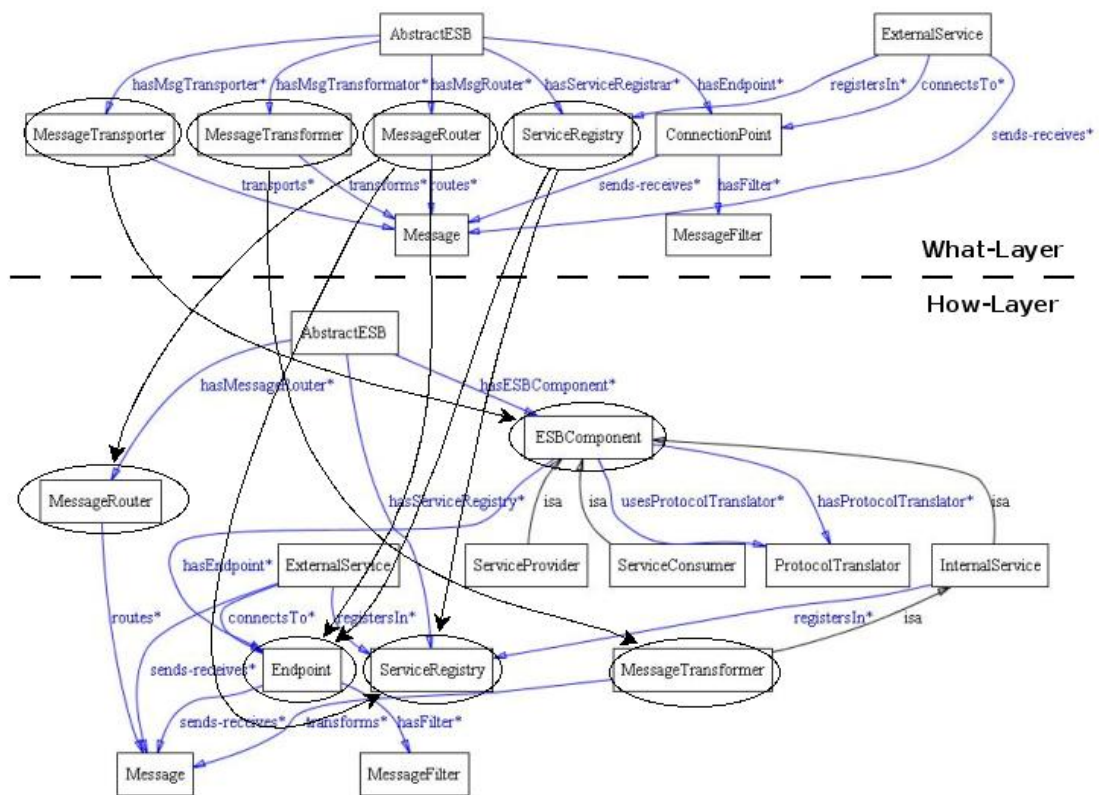 AbstractESB
ExternalService
hasMsgTransporter*
hasMsgTransformator*
hasMsgRouter*
hasServiceRegistrar*
hasEndpoint*
registersIn*
connectsTo*
MessageTransporter
MessageTransformer
MessageRouter
ServiceRegistry
ConnectionPoint
sends-receives*
transports*
transforms*
routes*
sends-receives*
hasFilter*
Message
MessageFilter
What-Layer
How-Layer
AbstractESB
hasMessageRouter*
hasESBComponent*
ESBComponent
MessageRouter
hasServiceRegistry*
isa
isa
usesProtocolTranslator*
hasProtocolTranslator*
isa
hasEndpoint*
ExternalService
ServiceProvider
ServiceConsumer
ProtocolTranslator
InternalService
routes*
connectsTo*
registersIn*
registersIn*
isa
sends-receives*
Endpoint
ServiceRegistry
MessageTransformer
sends-receives*
transforms*
hasFilter*
Message
MessageFilter